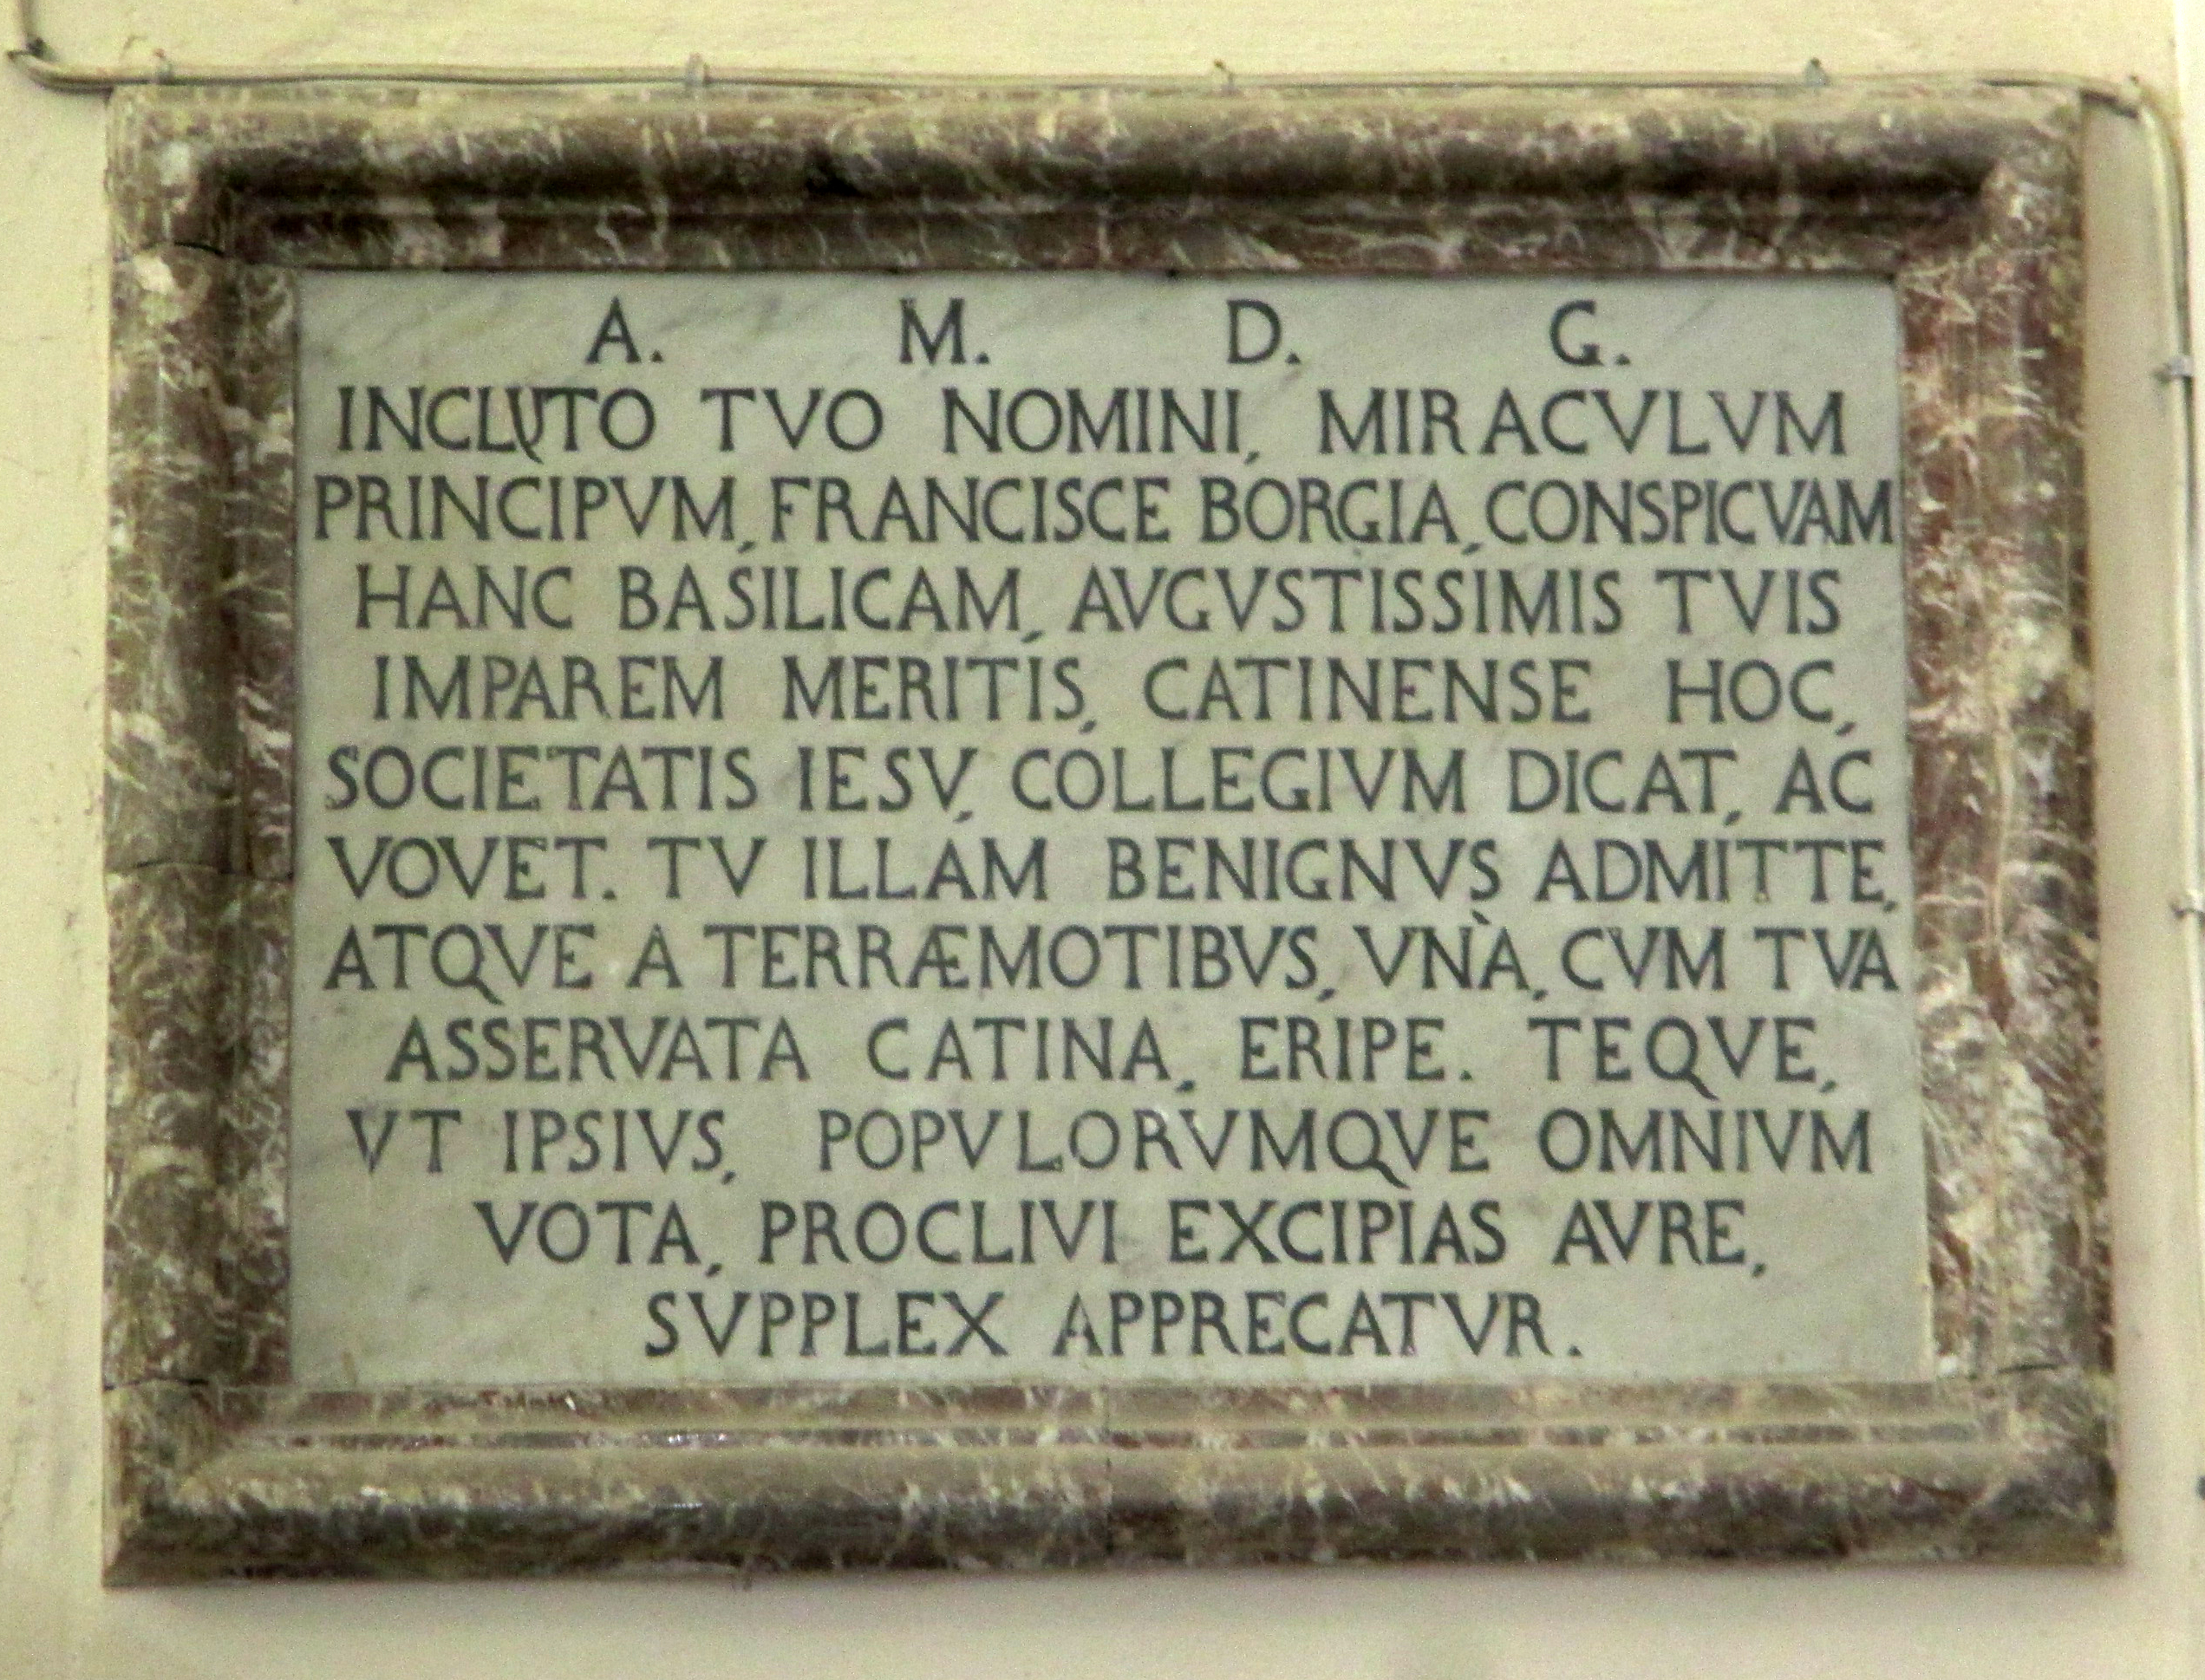 A. M. D. G.
INCLUTO TVO NOMINI, MIRACVLVM
PRINCIPVM, FRANCISCE BORGIA, CONSPICVAM
HANC BASILICAM, AVGVSTISSIMIS TVIS
IMPAREM MERITIS, CATINENSE HOC,
SOCIETATIS IESV, COLLEGIVM DICAT, AC
VOVET. TV ILLAM BENIGNVS ADMITTE,
ATQVE A TERRÆMOTIBVS, VNÀ, CVM TVA
ASSERVATA CATINA, ERIPE. TEQVE,
VT IPSIVS, POPVLORVMQVE OMNIVM
VOTA, PROCLIVI EXCIPIAS AVRE,
SVPPLEX APPRECATVR.